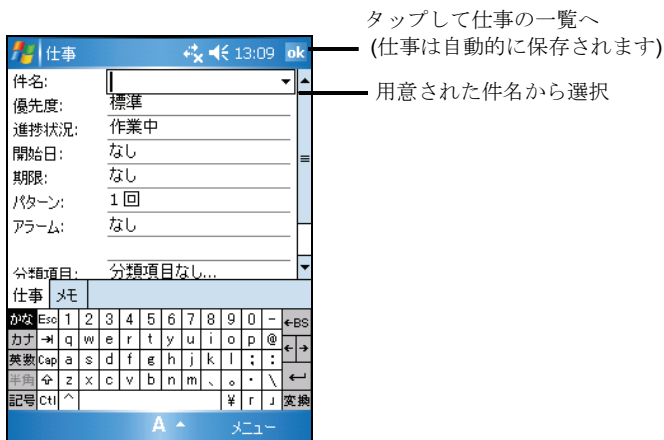 タップして仕事の一覧へ
(仕事は自動的に保存されます)
用意された件名から選択
仕事 13:09 ok
件名:
優先度: 標準
進捗状況: 作業中
開始日: なし
期限: なし
パターン: 1 回
アラーム: なし
分類項目: 分類項目なし...
仕事 メモ
かな Esc 1 2 3 4 5 6 7 8 9 0 - ←BS
カナ →| q w e r t y u i o p @ ← →
英数 Cap a s d f g h j k l ; :
半角 z x c v b n m 、 。 ・ \ ←┘
記号 Ctl ^ ¥ 「 」 変換
A メニュー